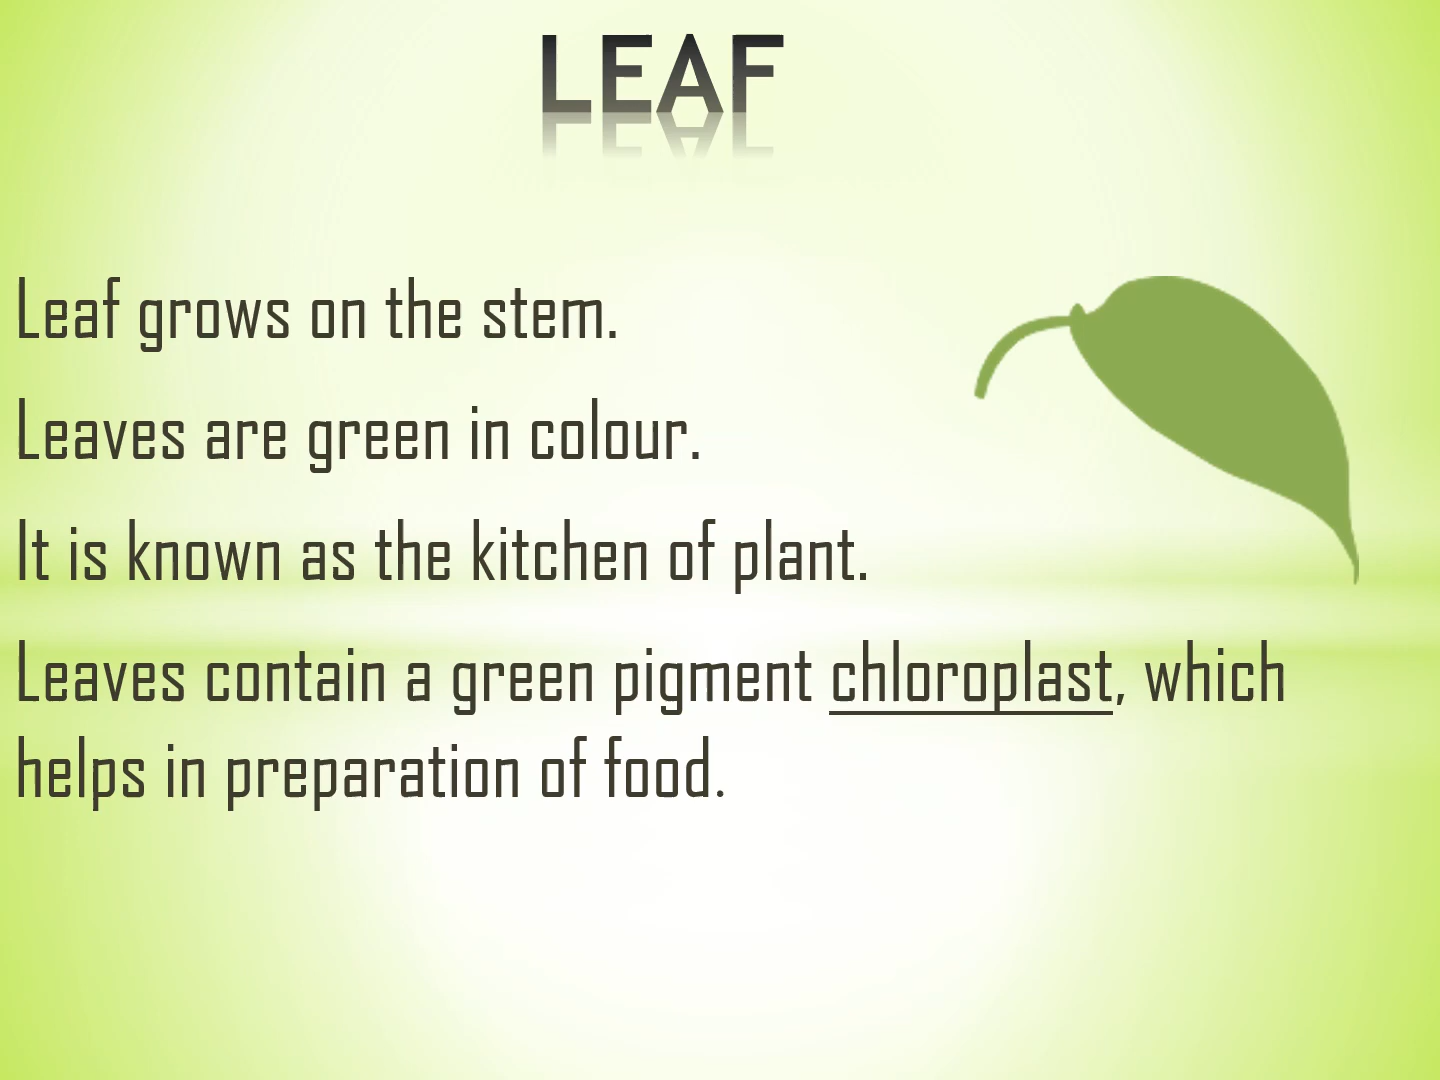 LEAF
Leaf grows on the stem.
Leaves are green in colour.
It is known as the kitchen of plant.
Leaves contain a green pigment chloroplast, which
helps in preparation of food.